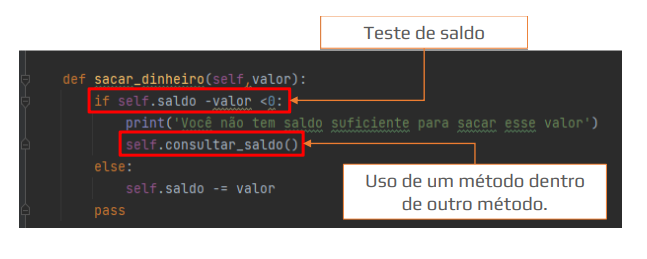 Teste de saldo
def sacar_dinheiro(self,valor):
if self.saldo -valor <0:
print('Você não tem saldo suficiente para sacar esse valor')
self.consultar_saldo()
else:
self.saldo -= valor
pass
Uso de um método dentro
de outro método.